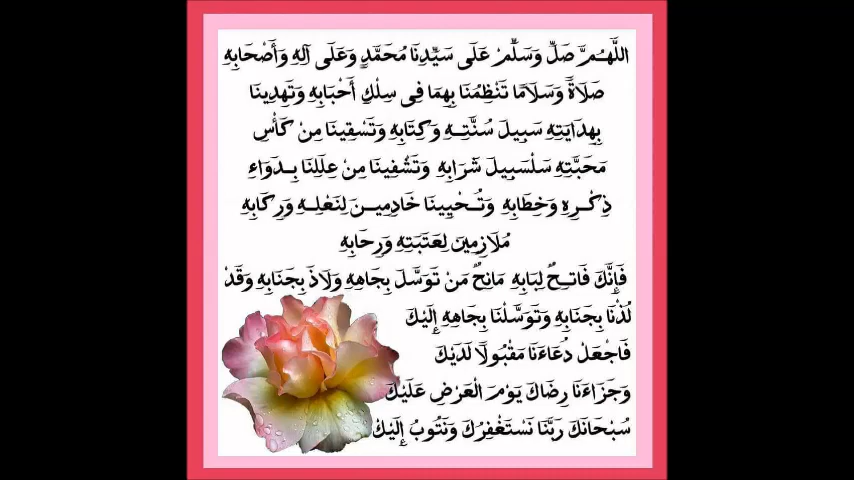 اللَّهُمَّ صَلِّ وَسَلِّمْ عَلَى سَيِّدِنَا مُحَمَّدٍ وَعَلَى آلِهِ وَأَصْحَابِهِ
صَلَاةً وَسَلَامًا تَنْظِمُنَا بِهِمَا فِى سِلْكِ أَحْبَابِهِ وَتَهْدِينَا
بِهِدَايَتِهِ سَبِيلَ سُنَّتِهِ وَكِتَابِهِ وَتَسْقِينَا مِنْ كَأْسِ
مَحَبَّتِهِ سَلْسَبِيلَ شَرَابِهِ وَتَشْفِينَا مِنْ عِلَلِنَا بِدَوَاءِ
ذِكْرِهِ وَخِطَابِهِ وَتُحْيِينَا خَادِمِينَ لِنَعْلِهِ وَرِكَابِهِ
مُلَازِمِينَ لِعَتَبَتِهِ وَرِحَابِهِ
فَإِنَّكَ فَاتِحٌ لِبَابِهِ مَانِحٌ مَنْ تَوَسَّلَ بِجَاهِهِ وَلَاذَ بِجَنَابِهِ وَقَدْ
لُذْنَا بِجَنَابِهِ وَتَوَسَّلْنَا بِجَاهِهِ إِلَيْكَ
فَاجْعَلْ دُعَاءَنَا مَقْبُولًا لَدَيْكَ
وَجَزَاءَنَا رِضَاكَ يَوْمَ الْعَرْضِ عَلَيْكَ
سُبْحَانَكَ رَبَّنَا نَسْتَغْفِرُكَ وَنَتُوبُ إِلَيْكَ